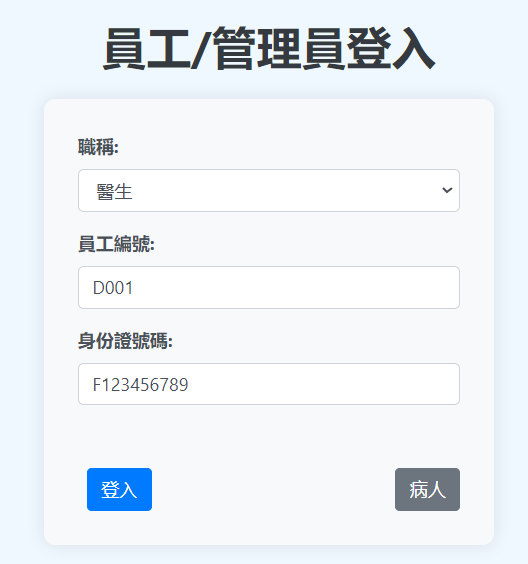 員工/管理員登入
職稱:
醫生
員工編號:
D001
身份證號碼:
F123456789
登入 病人